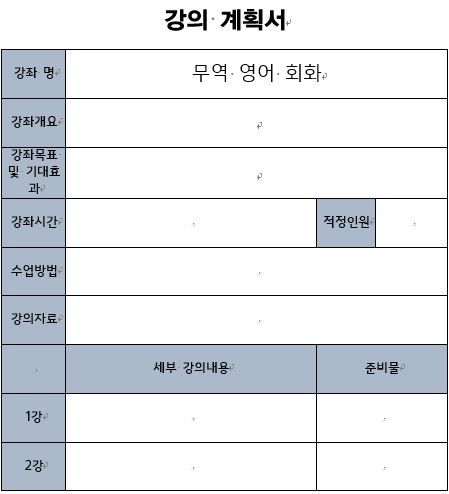 강의 계획서
강좌 명
무역 영어 회화
강좌개요
강좌목표
및 기대효
과
강좌시간
적정인원
수업방법
강의자료
세부 강의내용
준비물
1강
2강